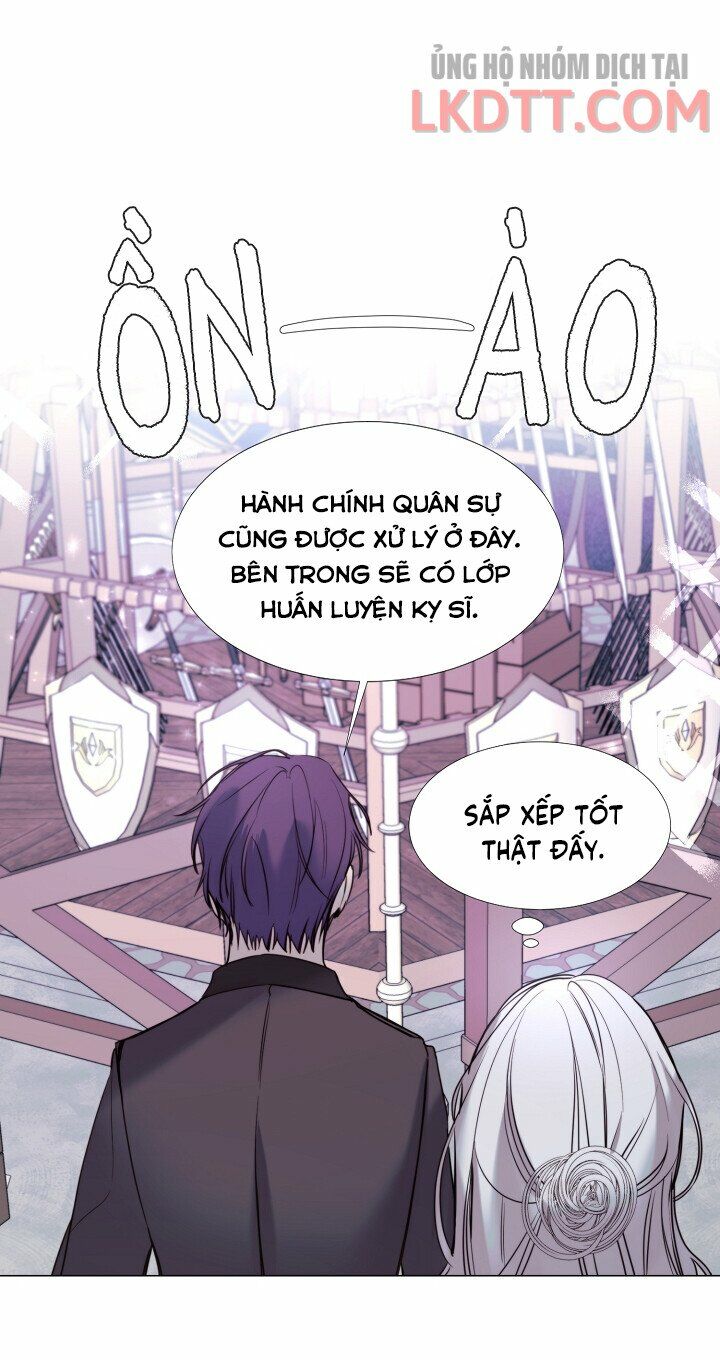 ỦNG HỘ NHÓM DỊCH TẠI
LKDTT.COM
ỒN — ÀO
HÀNH CHÍNH QUÂN SỰ
CŨNG ĐƯỢC XỬ LÝ Ở ĐÂY.
BÊN TRONG SẼ CÓ LỚP
HUẤN LUYỆN KỴ SĨ.
SẮP XẾP TỐT
THẬT ĐẤY.